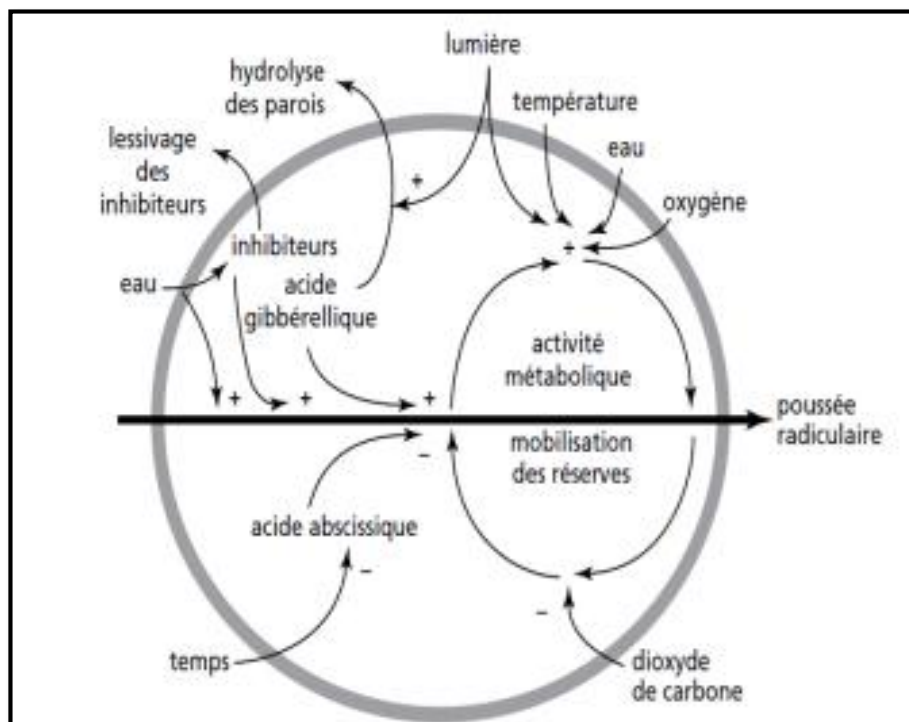 lumière
hydrolyse
des parois
température
lessivage
des
inhibiteurs
eau
+
oxygène
+
inhibiteurs
eau
acide
gibbérellique
activité
métabolique
+
+
+
poussée
radiculaire
–
mobilisation
des réserves
acide abscissique
–
–
temps
dioxyde
de carbone